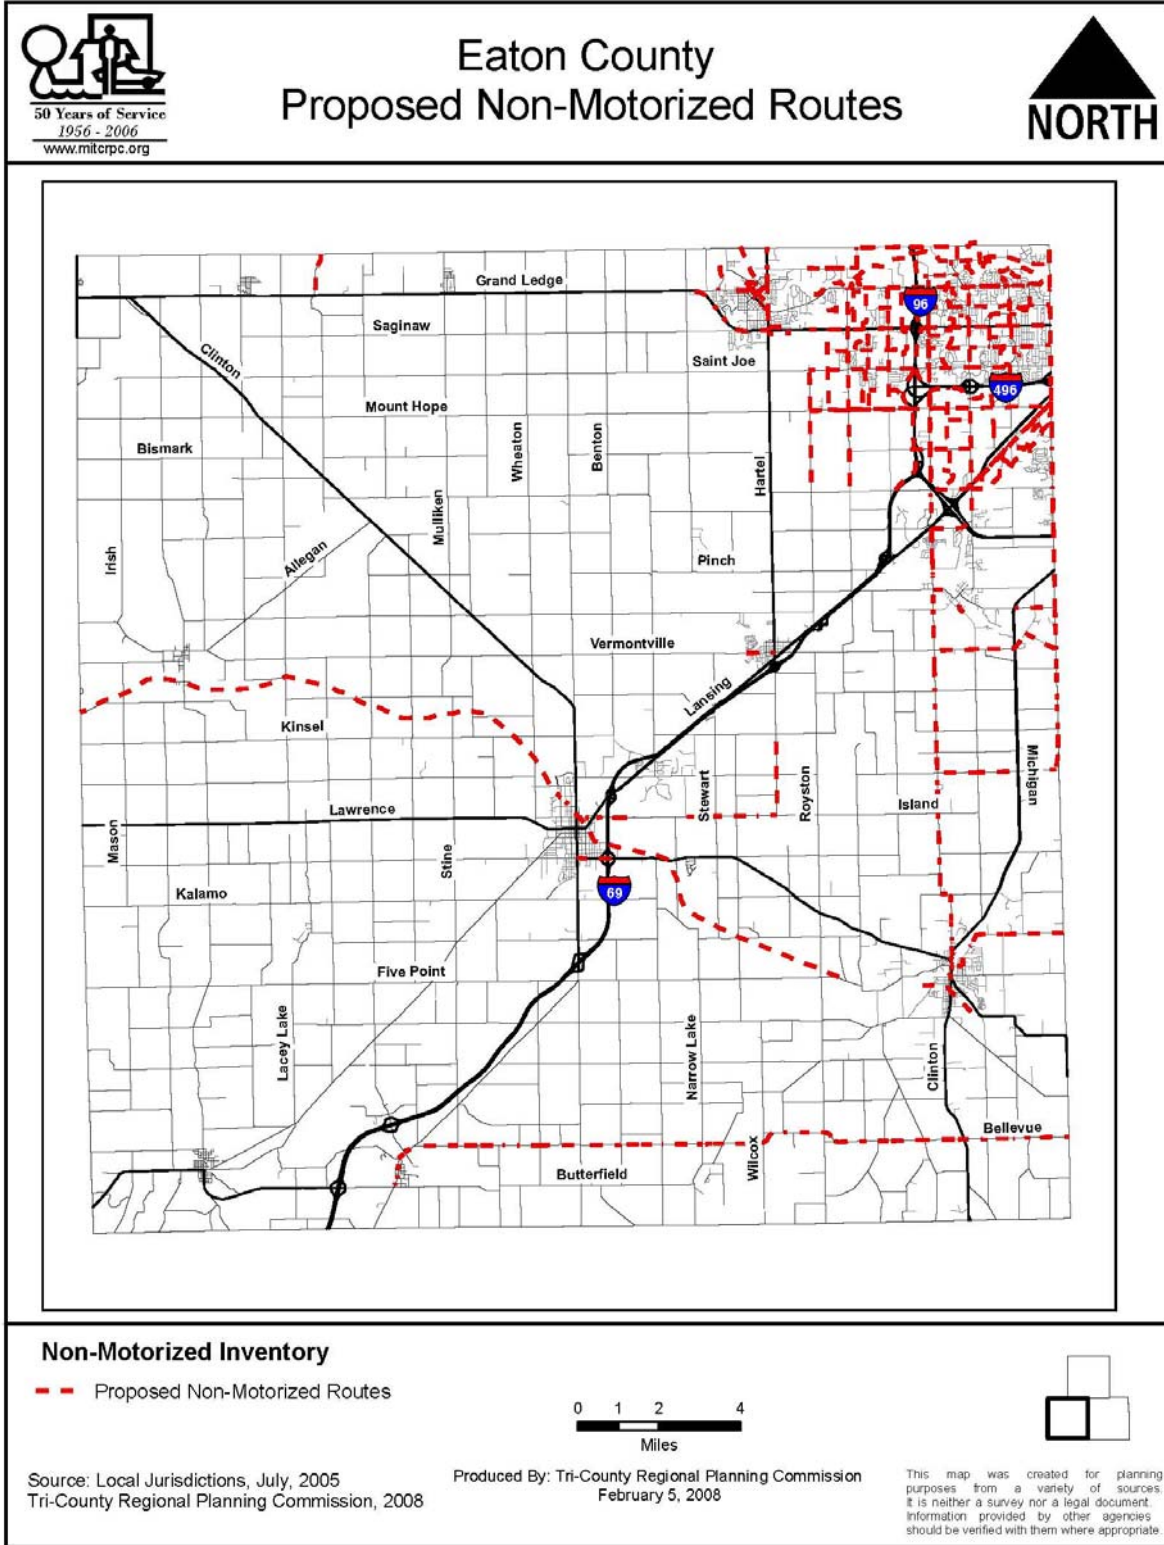 50 Years of Service
1956 - 2006
www.mitcrpc.org
Eaton County
Proposed Non-Motorized Routes
NORTH
Grand Ledge
Saginaw
96
Clinton
Saint Joe
496
Mount Hope
Bismark
Wheaton
Benton
Hartel
Mulliken
Irish
Allegan
Pinch
Vermontville
Lansing
Kinsel
Stewart
Royston
Michigan
Island
Lawrence
Mason
Stine
Kalamo
69
Five Point
Lacey Lake
Narrow Lake
Clinton
Bellevue
Wilcox
Butterfield
Non-Motorized Inventory
Proposed Non-Motorized Routes
0 1 2 4
Miles
Source: Local Jurisdictions, July, 2005
Tri-County Regional Planning Commission, 2008
Produced By: Tri-County Regional Planning Commission
February 5, 2008
This map was created for planning
purposes from a variety of sources.
It is neither a survey nor a legal document.
Information provided by other agencies
should be verified with them where appropriate.